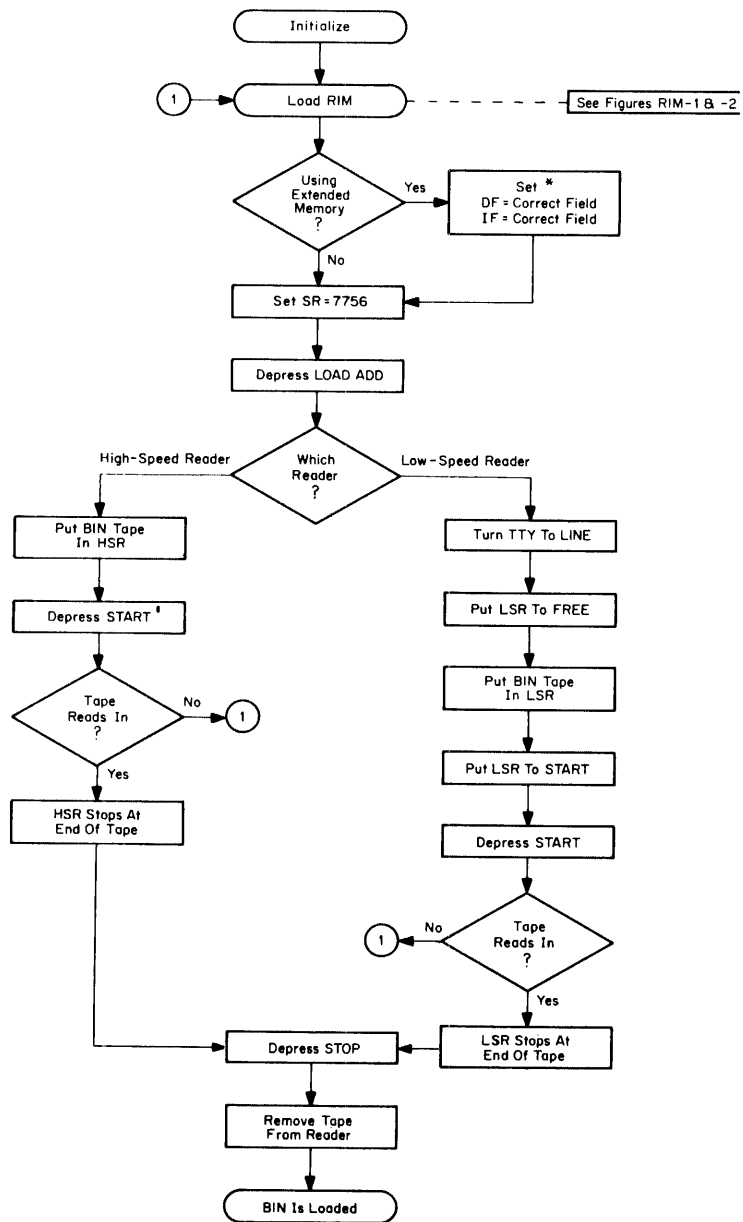 Initialize
1
Load RIM
See Figures RIM-1 & -2
Using
Extended
Memory
?
Yes
Set *
DF = Correct Field
IF = Correct Field
No
Set SR = 7756
Depress LOAD ADD
High-Speed Reader
Which
Reader
?
Low-Speed Reader
Put BIN Tape
In HSR
Turn TTY To LINE
Depress START
Put LSR To FREE
Tape
Reads In
?
No
1
Put BIN Tape
In LSR
Yes
Put LSR To START
HSR Stops At
End Of Tape
Depress START
1
No
Tape
Reads In
?
Yes
Depress STOP
LSR Stops At
End Of Tape
Remove Tape
From Reader
BIN Is Loaded